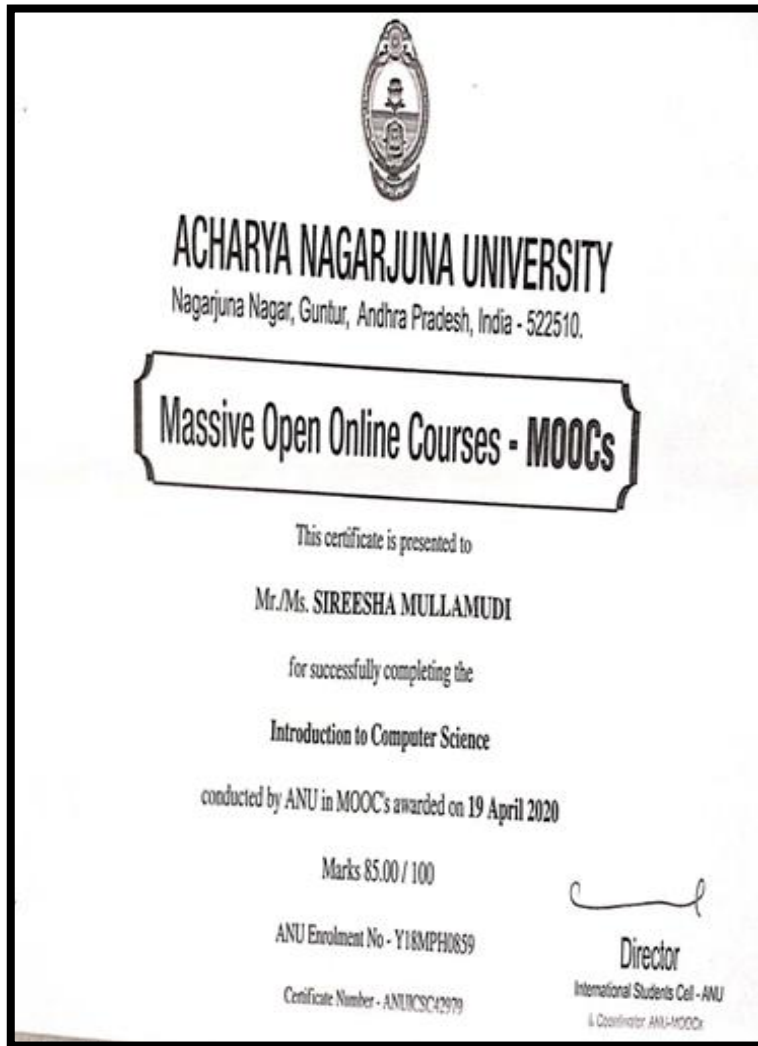 ACHARYA NAGARJUNA UNIVERSITY
Nagarjuna Nagar, Guntur, Andhra Pradesh, India - 522510.
Massive Open Online Courses - MOOCs
This certificate is presented to
Mr./Ms. SIREESHA MULLAMUDI
for successfully completing the
Introduction to Computer Science
conducted by ANU in MOOC's awarded on 19 April 2020
Marks 85.00 / 100
ANU Enrolment No - Y18MPH0859
Certificate Number - ANUICSC42979
Director
International Students Cell - ANU
& Coordinator ANU-MOOCs